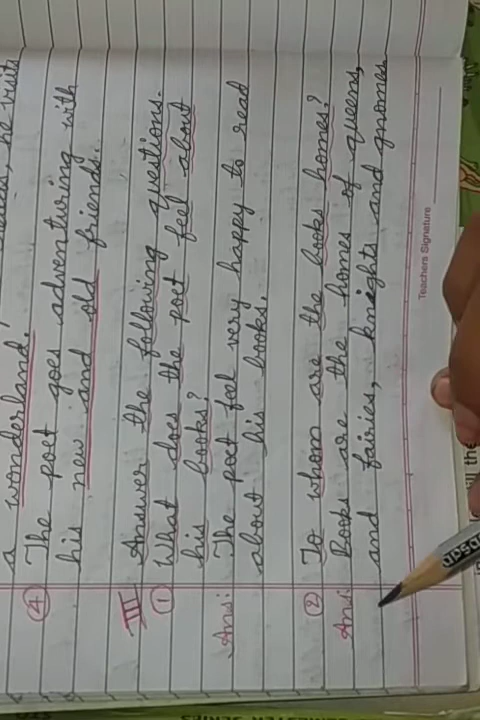 a wonderland.
④ The poet goes adventuring with
his new and old friends.
III Answer the following questions.
① What does the poet feel about
his books?
Ans: The poet feel very happy to read
about his books.
② To whom are the books homes?
Ans: Books are the homes of queens,
and fairies, knights and gnomes
Teachers Signature
apsara